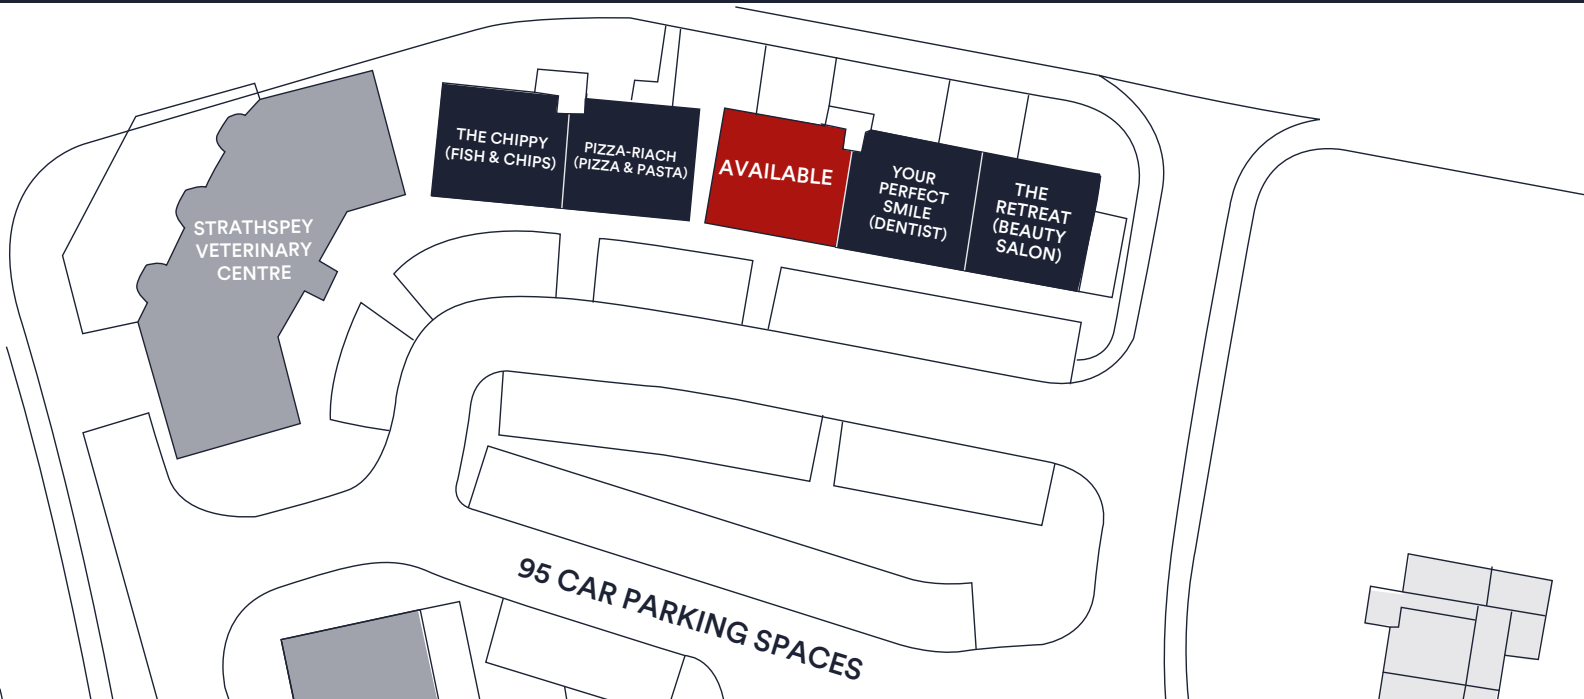 THE CHIPPY
(FISH & CHIPS)
PIZZA-RIACH
(PIZZA & PASTA)
AVAILABLE
YOUR
PERFECT
SMILE
(DENTIST)
THE
RETREAT
(BEAUTY
SALON)
STRATHSPEY
VETERINARY
CENTRE
95 CAR PARKING SPACES